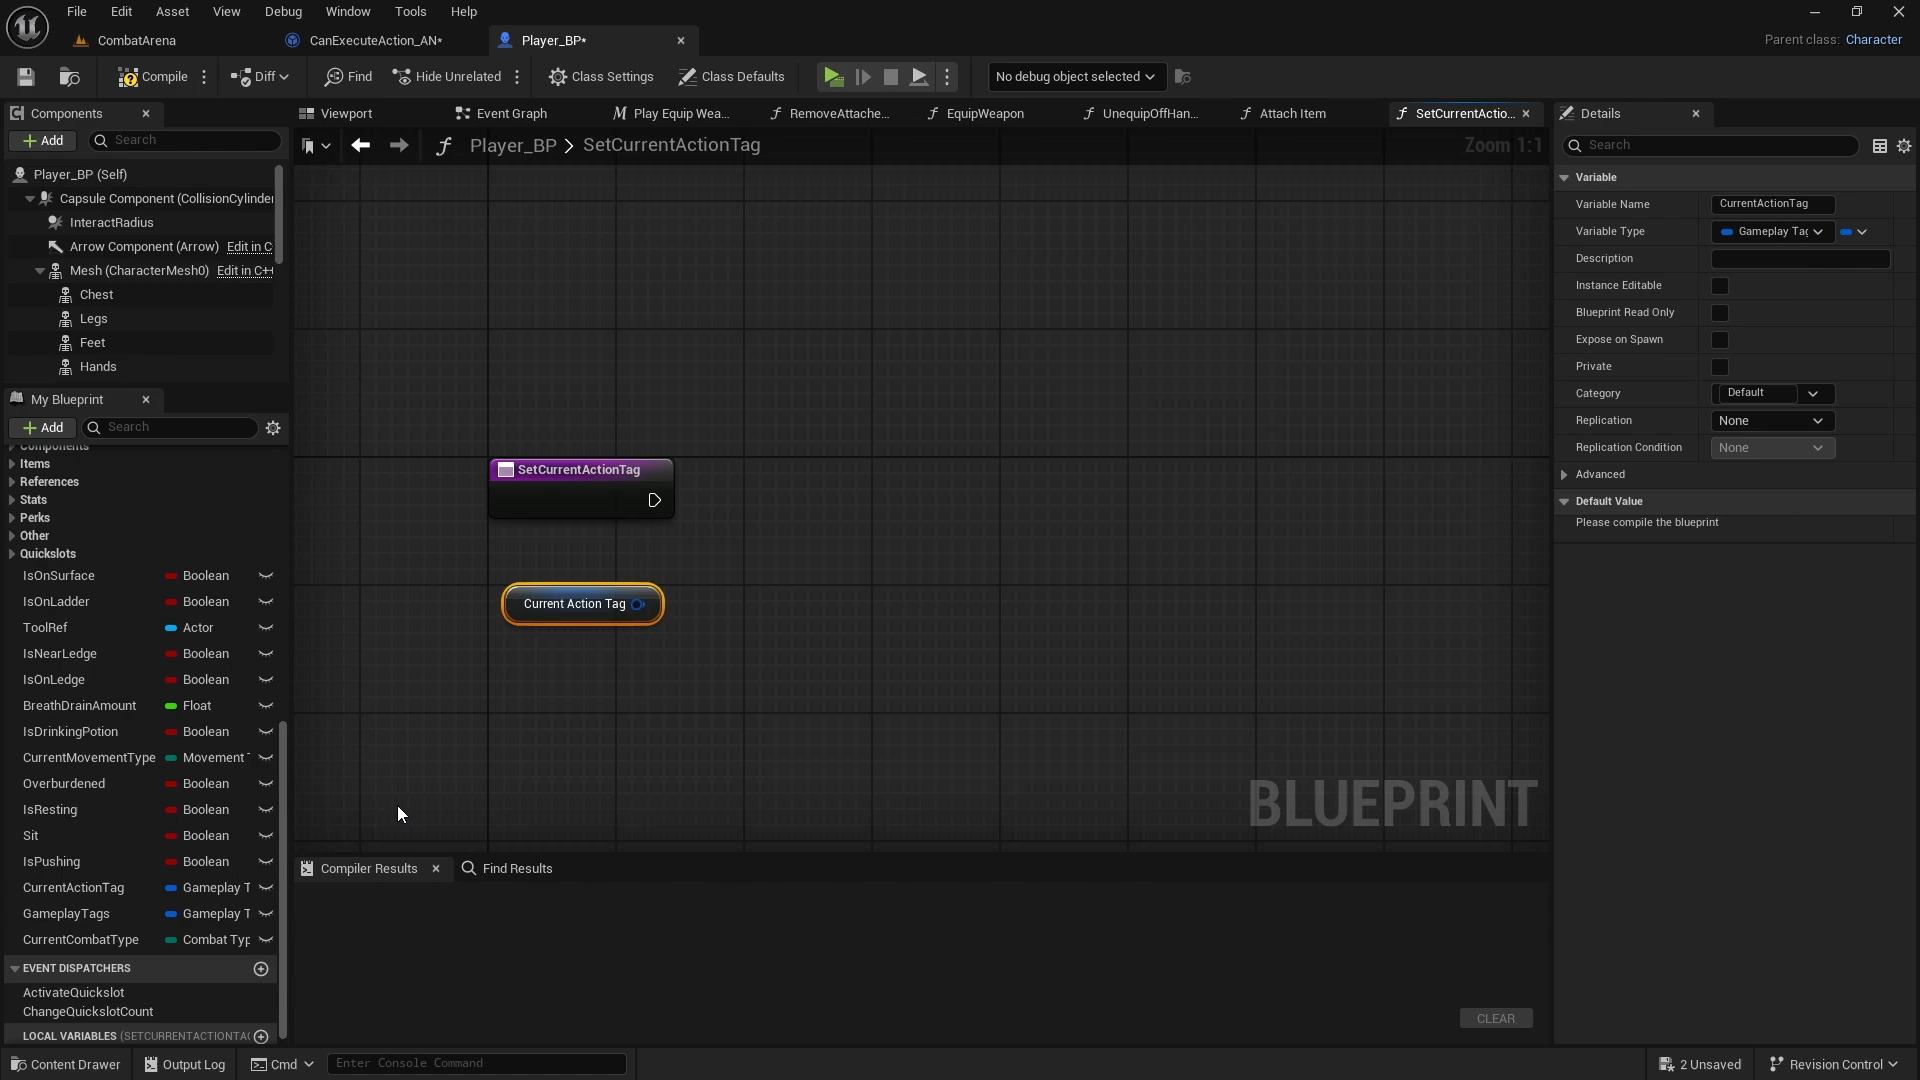 File Edit Asset View Debug Window Tools Help
CombatArena
CanExecuteAction_AN*
Player_BP*
Parent class: Character
Compile
Diff
Find
Hide Unrelated
Class Settings
Class Defaults
No debug object selected
Components
Viewport
Event Graph
Play Equip Wea...
RemoveAttache...
EquipWeapon
UnequipOffHan...
Attach Item
SetCurrentActio...
Details
Add
Search
Player_BP > SetCurrentActionTag
Zoom 1:1
Search
Player_BP (Self)
Capsule Component (CollisionCylinder
InteractRadius
Arrow Component (Arrow) Edit in C
Mesh (CharacterMesh0) Edit in C++
Chest
Legs
Feet
Hands
Variable
Variable Name CurrentActionTag
Variable Type Gameplay Tag
Description
Instance Editable
Blueprint Read Only
Expose on Spawn
Private
Category Default
Replication None
Replication Condition None
Advanced
Default Value
Please compile the blueprint
My Blueprint
Add
Search
Components
Items
References
Stats
Perks
Other
Quickslots
IsOnSurface Boolean
IsOnLadder Boolean
ToolRef Actor
IsNearLedge Boolean
IsOnLedge Boolean
BreathDrainAmount Float
IsDrinkingPotion Boolean
CurrentMovementType Movement T
Overburdened Boolean
IsResting Boolean
Sit Boolean
IsPushing Boolean
CurrentActionTag Gameplay T
GameplayTags Gameplay T
CurrentCombatType Combat Typ
EVENT DISPATCHERS
ActivateQuickslot
ChangeQuickslotCount
LOCAL VARIABLES (SETCURRENTACTIONTAG
SetCurrentActionTag
Current Action Tag
BLUEPRINT
Compiler Results
Find Results
CLEAR
Content Drawer
Output Log
Cmd
Enter Console Command
2 Unsaved
Revision Control